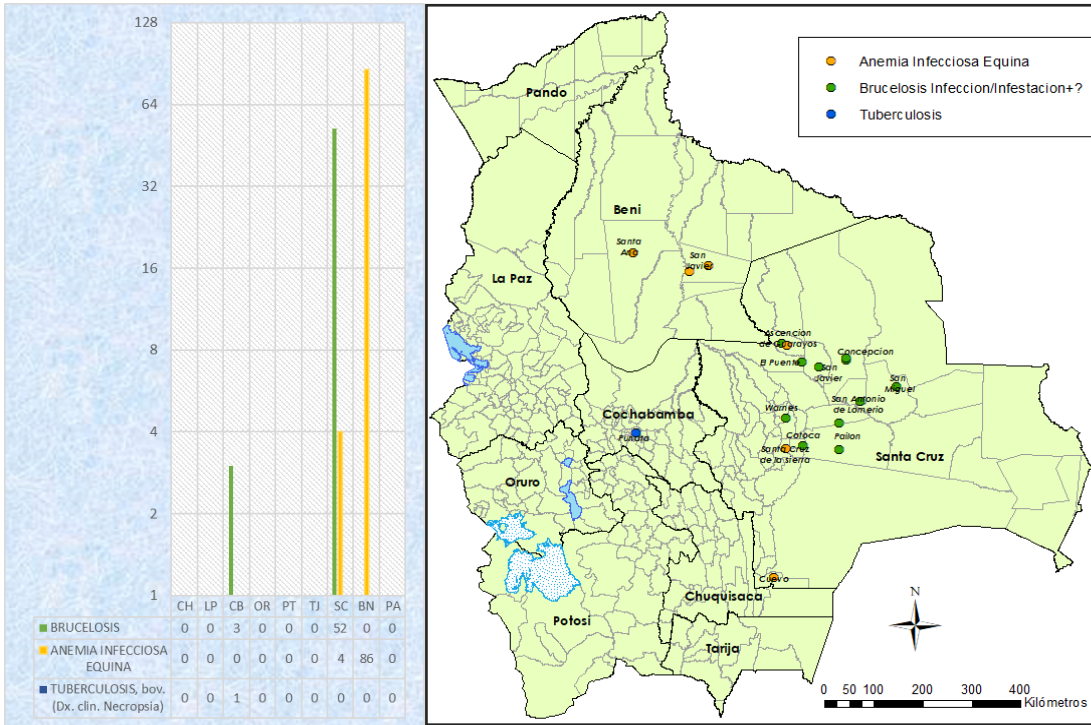 128
64
32
16
8
4
2
1
CH LP CB OR PT TJ SC BN PA
BRUCELOSIS 0 0 3 0 0 0 52 0 0
ANEMIA INFECCIOSA
EQUINA 0 0 0 0 0 0 4 86 0
TUBERCULOSIS, bov.
(Dx. clin. Necropsia) 0 0 1 0 0 0 0 0 0
Anemia Infecciosa Equina
Brucelosis Infeccion/Infestacion+?
Tuberculosis
Pando
Beni
Santa
Ana
San
Javier
La Paz
Ascencion
de Guarayos
El Puente
Concepcion
San
Javier
San
Miguel
San Antonio
de Lomerio
Warnes
Cochabamba
Punata
Cotoca
Pailon
Santa Cruz
de la sierra
Santa Cruz
Oruro
Cuevo
Chuquisaca
Potosi
Tarija
N
0 50 100 200 300 400
Kilómetros